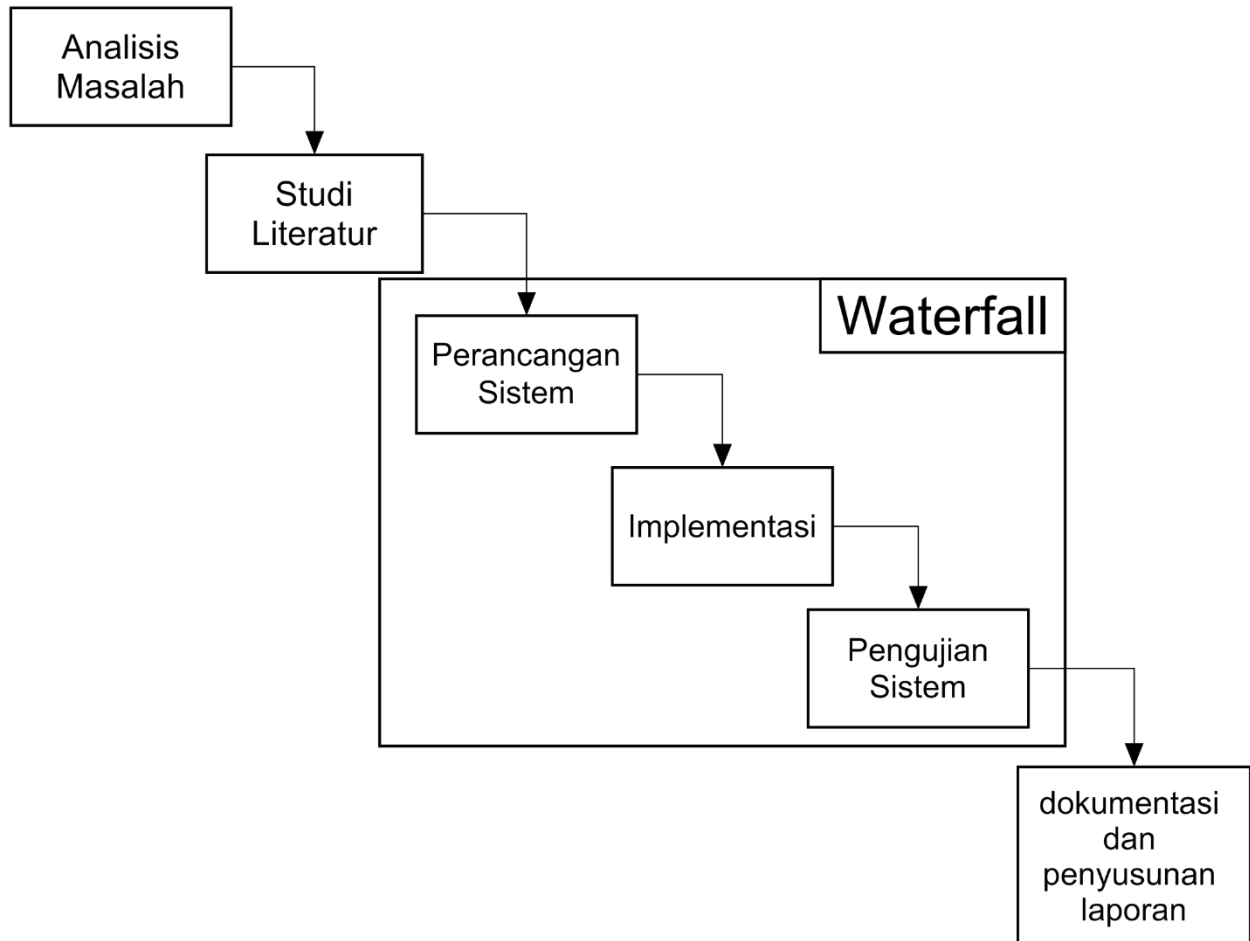 Analisis
Masalah
Studi
Literatur
Waterfall
Perancangan
Sistem
Implementasi
Pengujian
Sistem
dokumentasi
dan
penyusunan
laporan